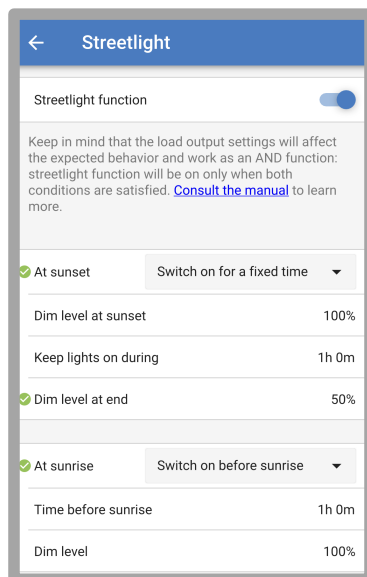 Streetlight
Streetlight function
Keep in mind that the load output settings will affect
the expected behavior and work as an AND function:
streetlight function will be on only when both
conditions are satisfied. Consult the manual to learn
more.
At sunset Switch on for a fixed time
Dim level at sunset 100%
Keep lights on during 1h 0m
Dim level at end 50%
At sunrise Switch on before sunrise
Time before sunrise 1h 0m
Dim level 100%